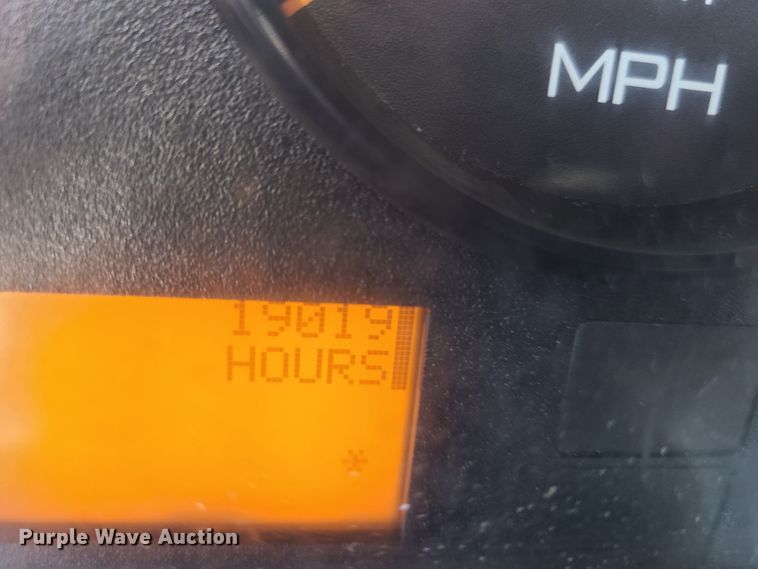 MPH
19019
HOURS
*
Purple Wave Auction